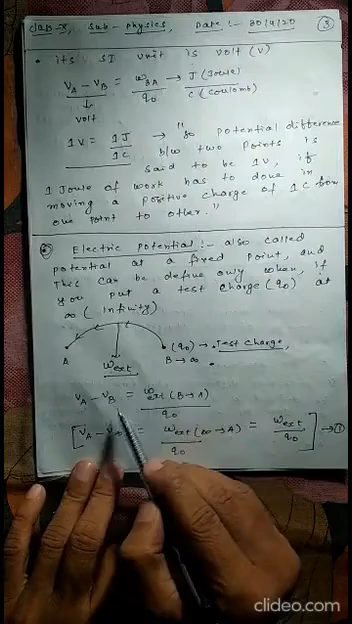 Class-X, Sub- Physics, Date:- 20/4/20 (3)
• its SI unit is volt (V)
VA - VB = WBA/q0 → J (Joule)/C (Coulomb)
↓
volt
1V = 1J/1C → "so potential difference
b/w two points is
said to be 1V, if
1 Joule of work has to done in
moving a positive charge of 1C from
one point to other."
Electric Potential :- also called
potential at a fixed point, and
This can be define only when, if
you put a test charge (q0) at
∞ (infinity)
A Wext (q0) → Test Charge,
B → ∞
VA - VB = Wext (B→A)/q0
[VA - = Wext (∞→A)/q0 = Wext/q0] → ①
clideo.com